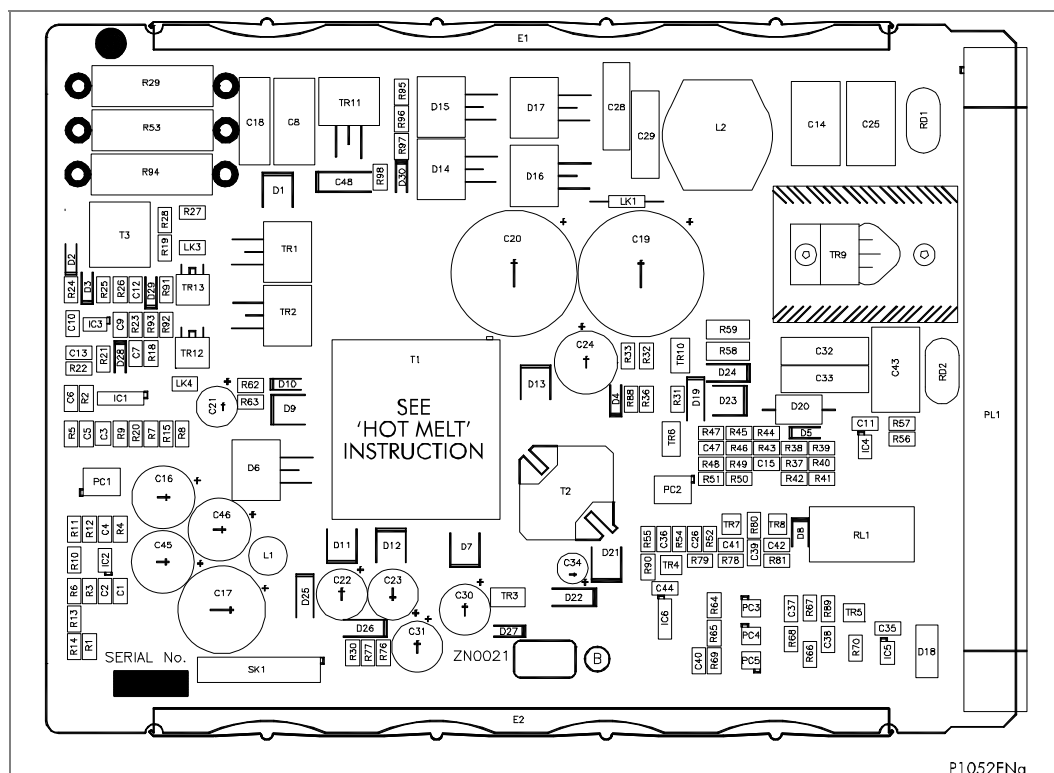 E1
R29
R53
R94
C18
C8
TR11
R95
R96
R97
R98
D30
D15
D14
D17
D16
C28
C29
L2
C14
C25
RD1
D1
C48
LK1
T3
R28
R19
R27
LK3
TR1
TR2
C20
C19
TR9
D2
R24
D3
R25
R26
C12
D29
R91
TR13
C10
IC3
C9
R23
R93
R92
C13
R22
R21
D28
C7
R18
TR12
LK4
C6
R2
IC1
C21
R62
R63
D10
D9
T1
SEE
'HOT MELT'
INSTRUCTION
D13
C24
R33
R32
TR10
R59
R58
D24
D23
D4
R88
R36
R31
D19
C32
C33
C43
RD2
D20
D5
C11
IC4
R57
R56
PL1
R5
C5
C3
R9
R20
R7
R15
R8
D6
PC1
C16
C46
C45
C17
L1
TR6
R47
R45
R44
C47
R46
R43
R38
R39
R48
R49
C15
R37
R40
R51
R50
R42
R41
PC2
T2
R11
R12
C4
R4
R10
IC2
R6
R3
C2
C1
R13
R14
R1
D11
D12
D7
D21
C34
D22
D25
C22
C23
C30
TR3
D26
C31
D27
R30
R77
R76
R55
C36
R54
C26
R52
TR7
R80
TR8
D8
RL1
C41
C39
C42
R90
TR4
R79
R78
R81
C44
IC6
R64
R65
PC3
PC4
PC5
C40
R69
C37
R67
R89
TR5
R68
R66
C38
R70
C35
IC5
D18
SERIAL No.
SK1
ZN0021
B
E2
P1052ENa